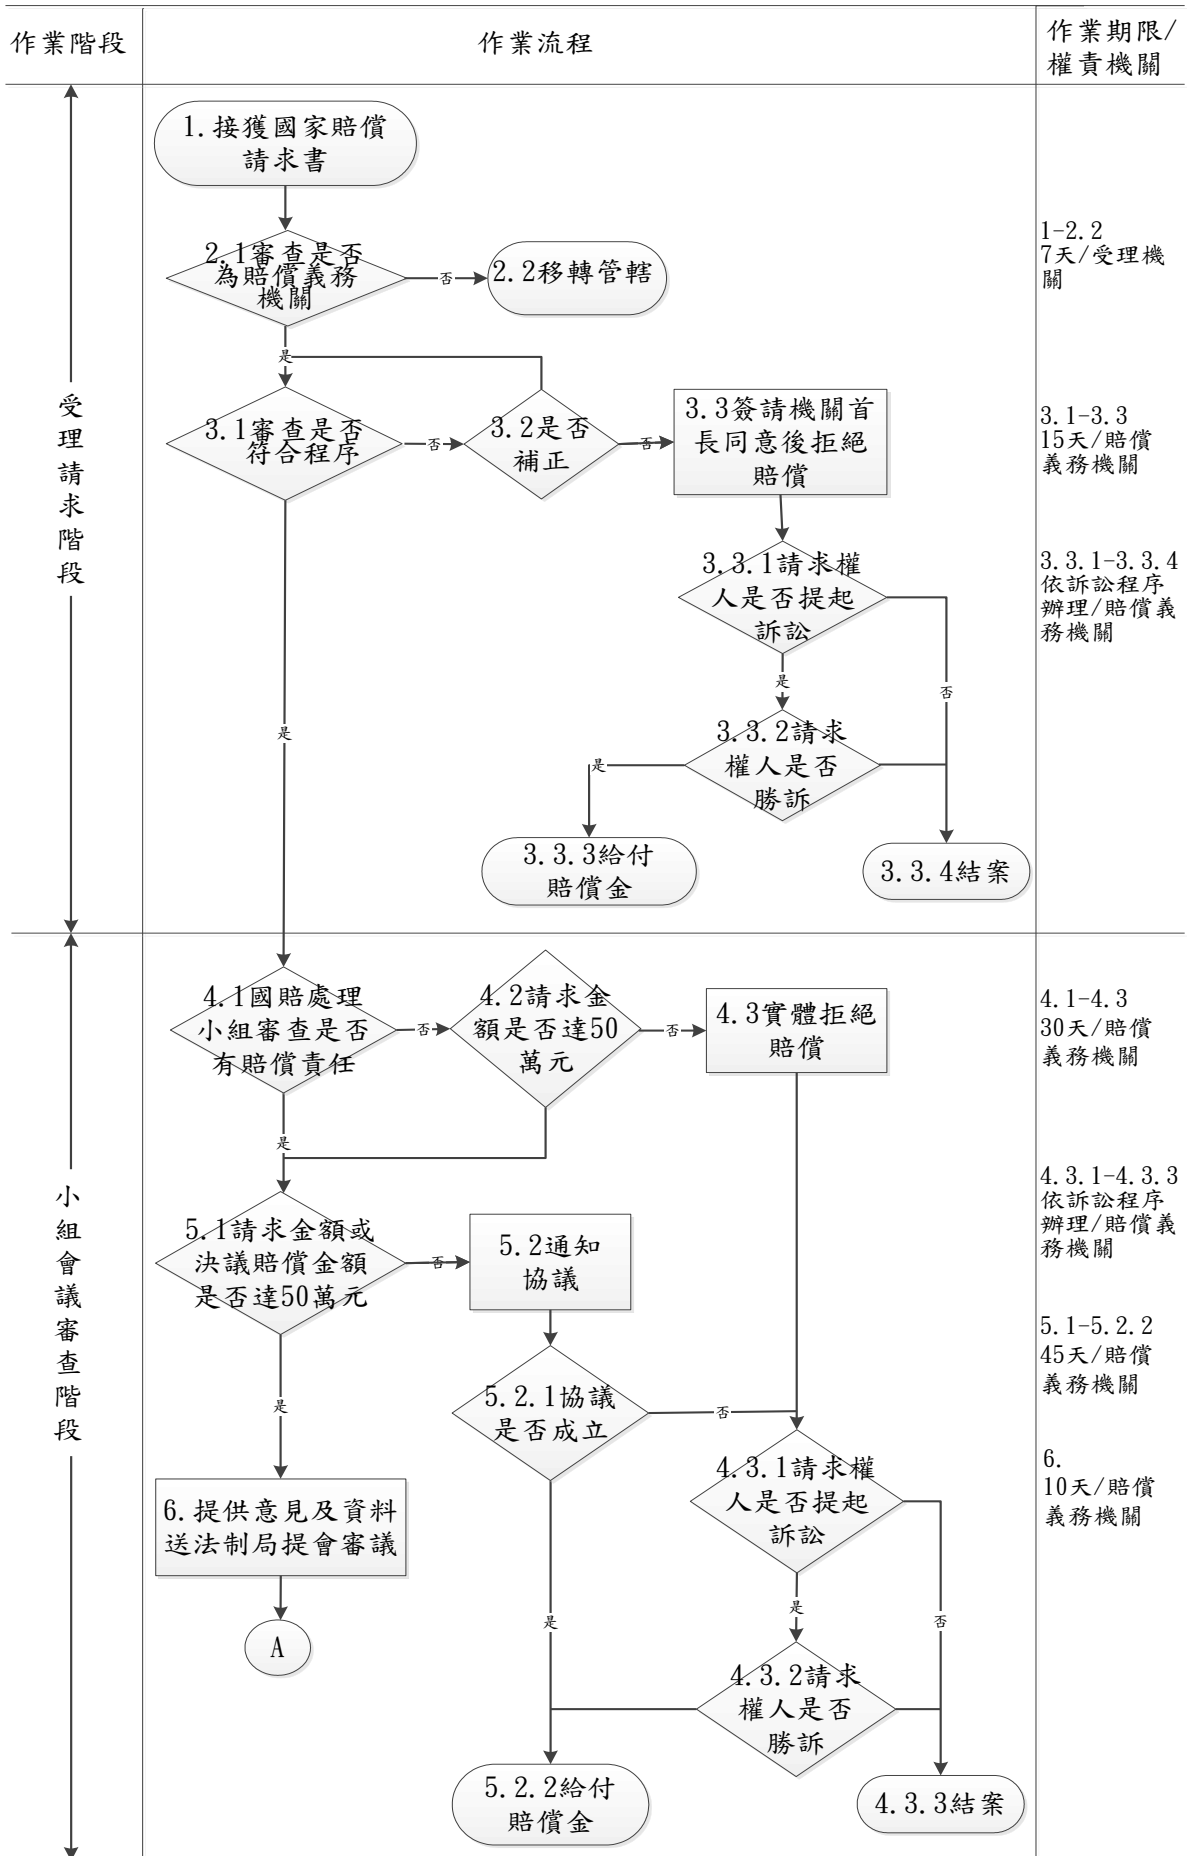 作業階段
作業流程
作業期限/
權責機關
受
理
請
求
階
段
1.接獲國家賠償
請求書
2.1審查是否
為賠償義務
機關
否
2.2移轉管轄
1-2.2
7天/受理機
關
是
3.1審查是否
符合程序
否
3.2是否
補正
否
3.3簽請機關首
長同意後拒絕
賠償
3.1-3.3
15天/賠償
義務機關
3.3.1請求權
人是否提起
訴訟
3.3.1-3.3.4
依訴訟程序
辦理/賠償義
務機關
是
否
是
3.3.2請求
權人是否
勝訴
是
3.3.3給付
賠償金
3.3.4結案
小
組
會
議
審
查
階
段
4.1國賠處理
小組審查是否
有賠償責任
否
4.2請求金
額是否達50
萬元
否
4.3實體拒絕
賠償
4.1-4.3
30天/賠償
義務機關
是
4.3.1-4.3.3
依訴訟程序
辦理/賠償義
務機關
5.1請求金額或
決議賠償金額
是否達50萬元
否
5.2通知
協議
5.1-5.2.2
45天/賠償
義務機關
是
5.2.1協議
是否成立
否
4.3.1請求權
人是否提起
訴訟
6.
10天/賠償
義務機關
6.提供意見及資料
送法制局提會審議
是
是
否
A
4.3.2請求
權人是否
勝訴
5.2.2給付
賠償金
4.3.3結案